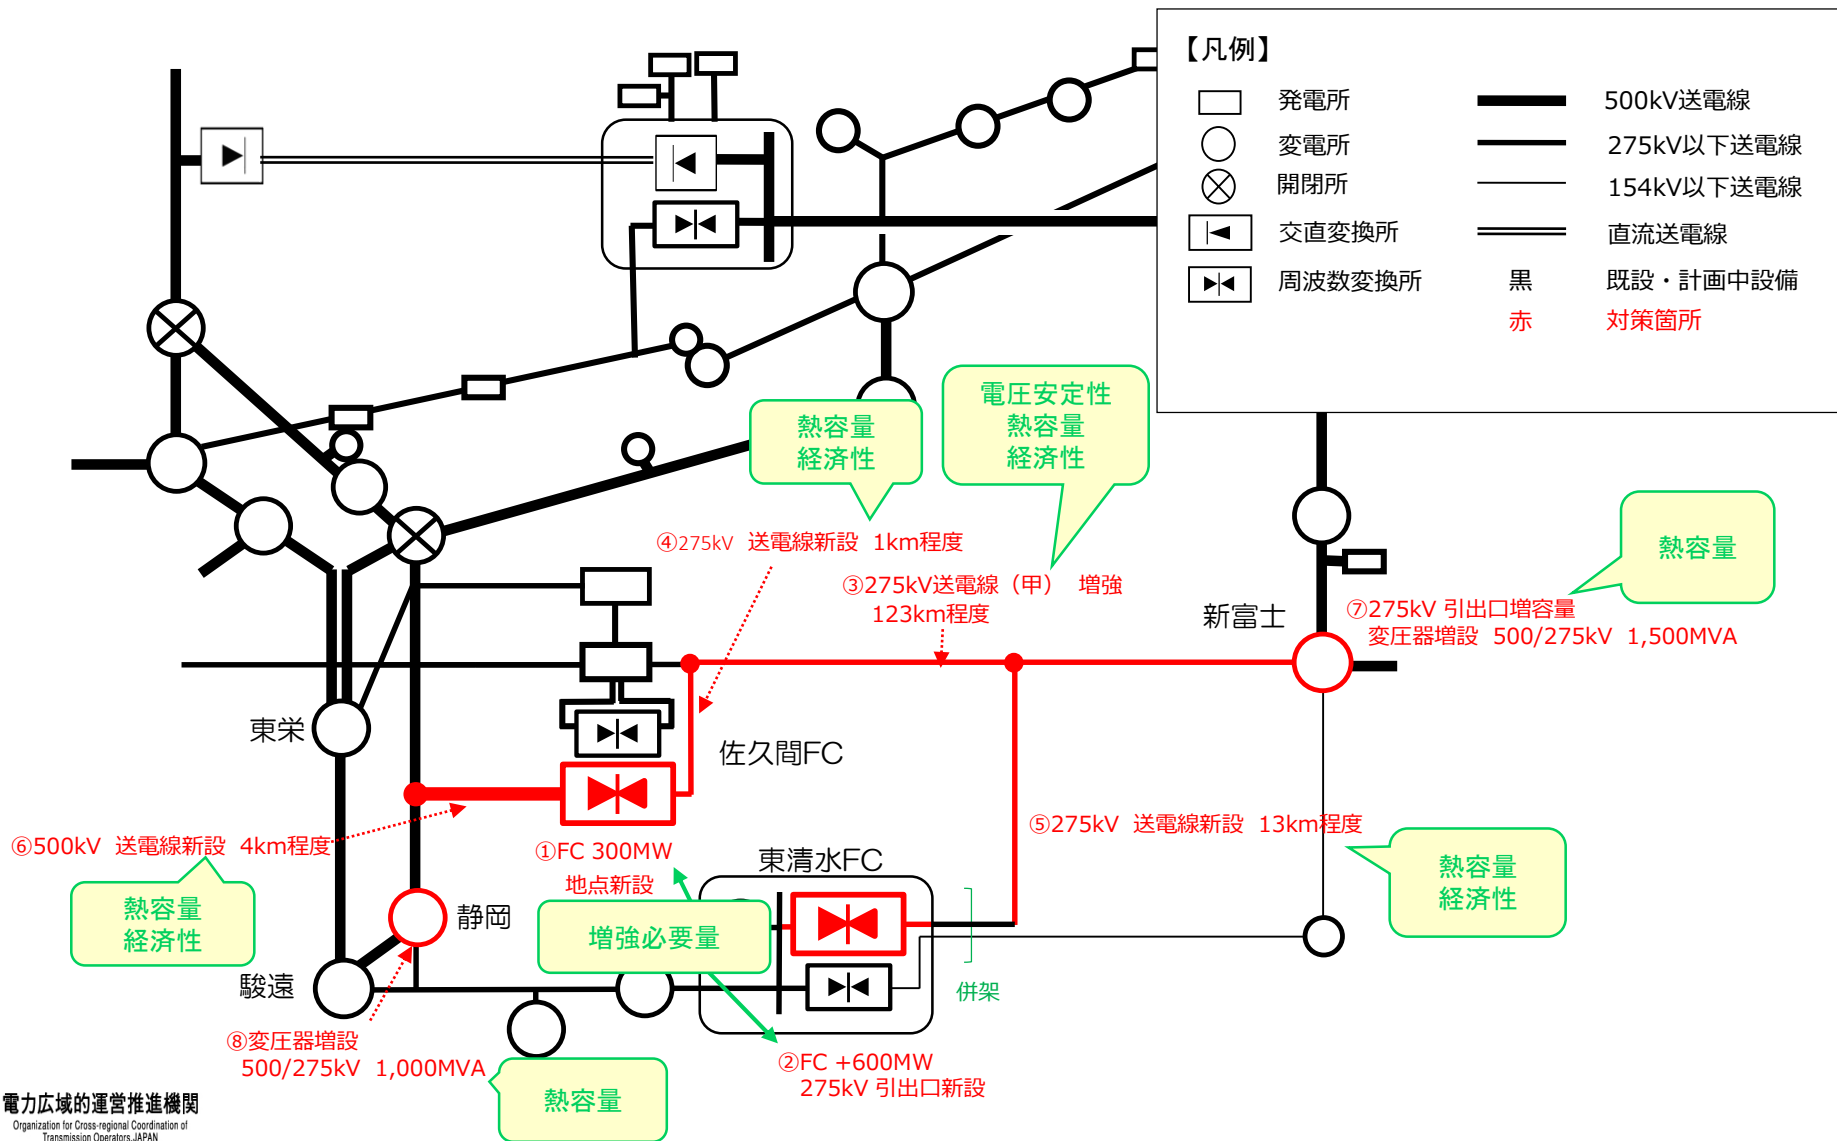 【凡例】
発電所
変電所
開閉所
交直変換所
周波数変換所
500kV送電線
275kV以下送電線
154kV以下送電線
直流送電線
黒 既設・計画中設備
赤 対策箇所
熱容量
経済性
電圧安定性
熱容量
経済性
熱容量
④275kV 送電線新設 1km程度
③275kV送電線（甲） 増強
123km程度
新富士
⑦275kV 引出口増容量
変圧器増設 500/275kV 1,500MVA
東栄
佐久間FC
⑥500kV 送電線新設 4km程度
熱容量
経済性
①FC 300MW
地点新設
東清水FC
⑤275kV 送電線新設 13km程度
熱容量
経済性
静岡
増強必要量
駿遠
併架
⑧変圧器増設
500/275kV 1,000MVA
熱容量
②FC +600MW
275kV 引出口新設
電力広域的運営推進機関
Organization for Cross-regional Coordination of
Transmission Operators,JAPAN